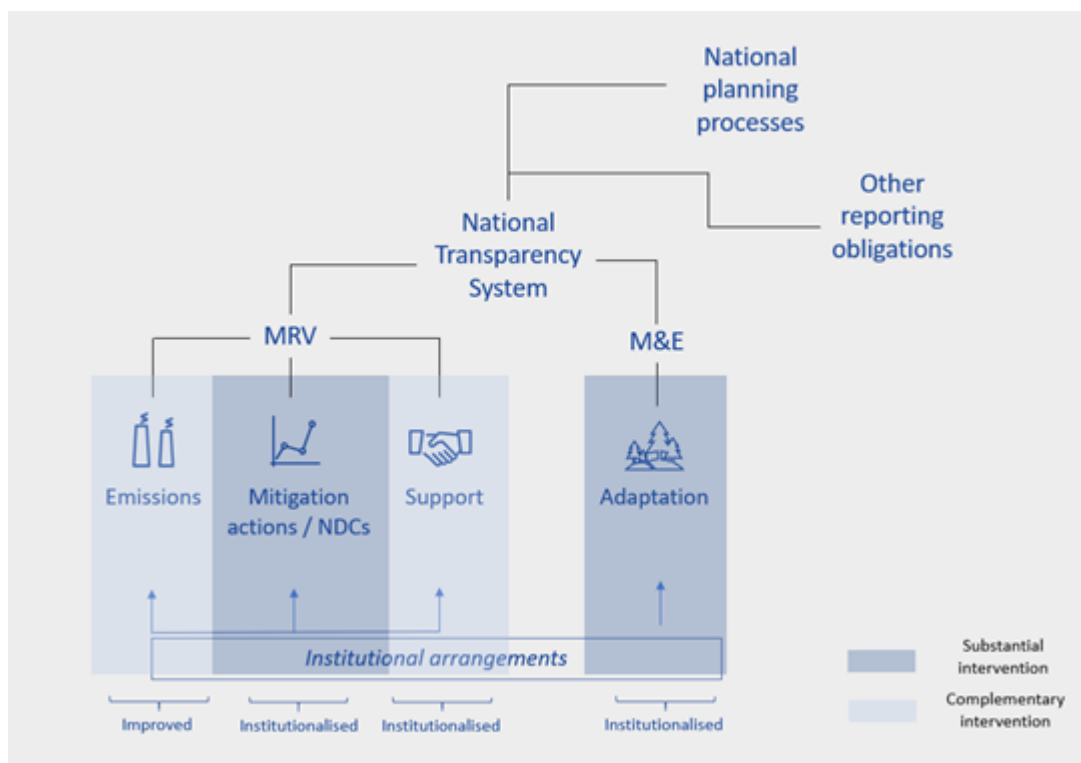 National
planning
processes
Other
reporting
obligations
National
Transparency
System
MRV
M&E
Emissions
Mitigation
actions / NDCs
Support
Adaptation
Institutional arrangements
Improved
Institutionalised
Institutionalised
Institutionalised
Substantial
intervention
Complementary
intervention